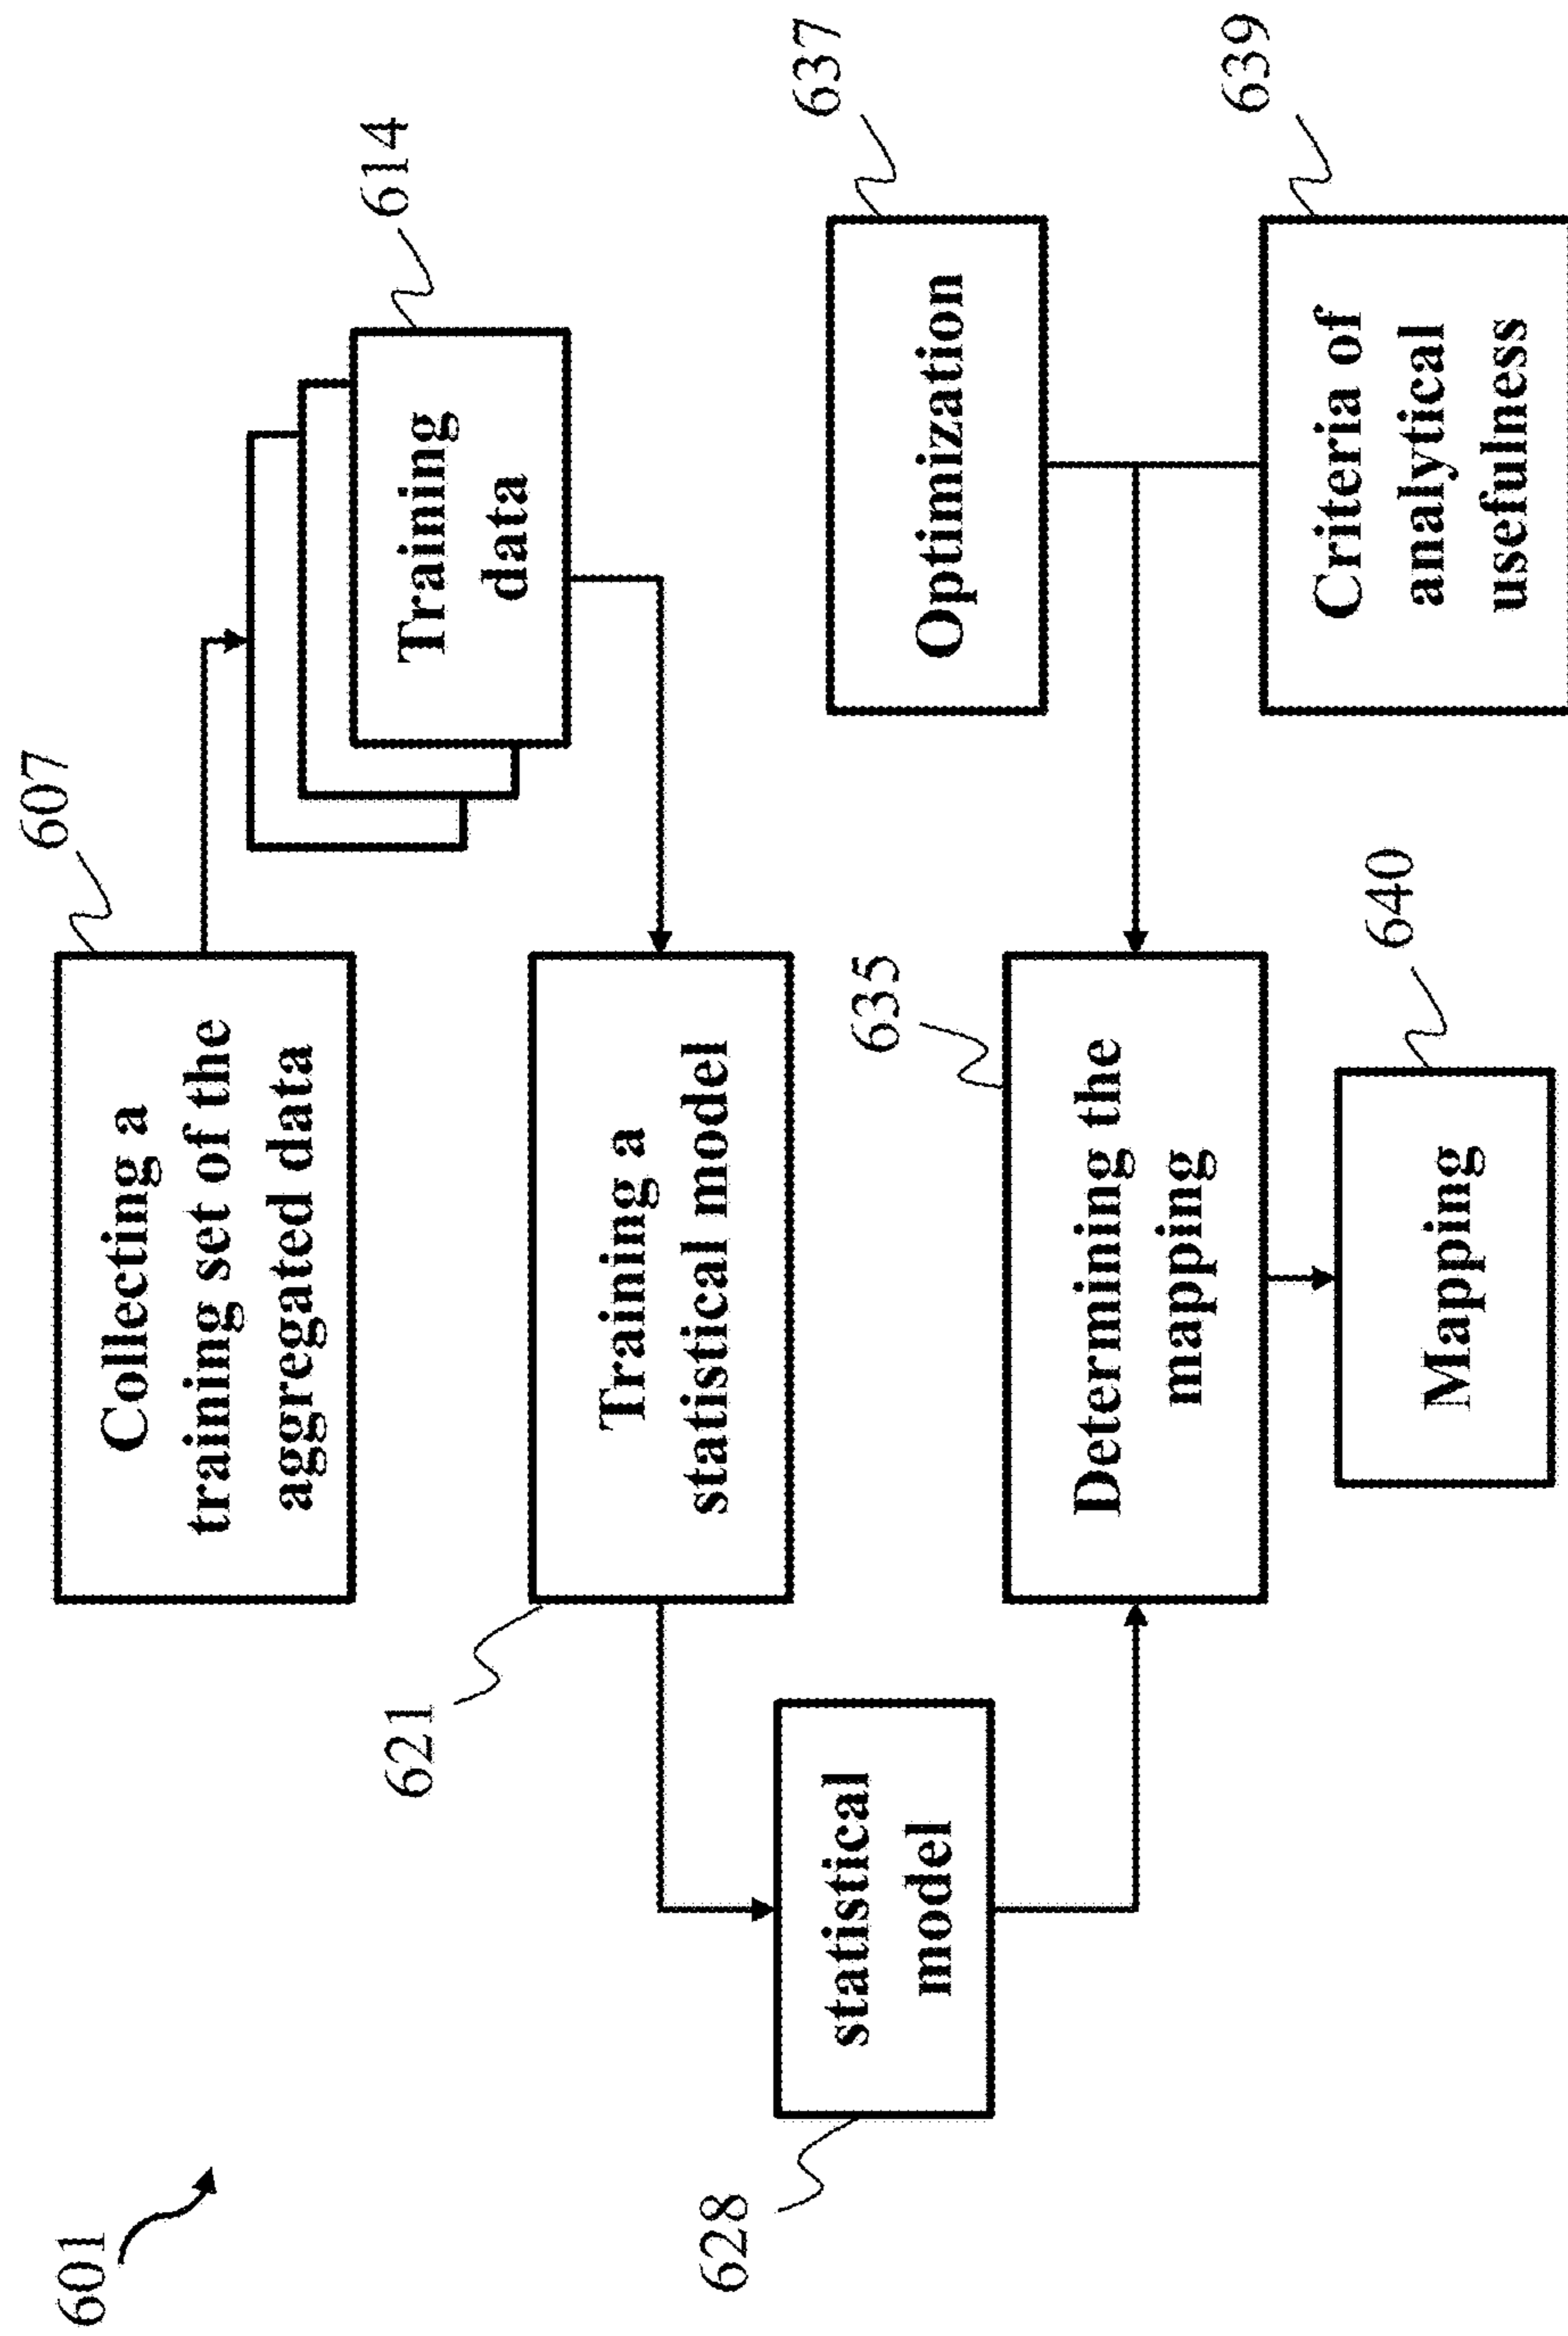 601
607
Collecting a
training set of the
aggregated data
614
Training
data
621
Training a
statistical model
628
statistical
model
635
Determining the
mapping
637
Optimization
639
Criteria of
analytical
usefulness
640
Mapping